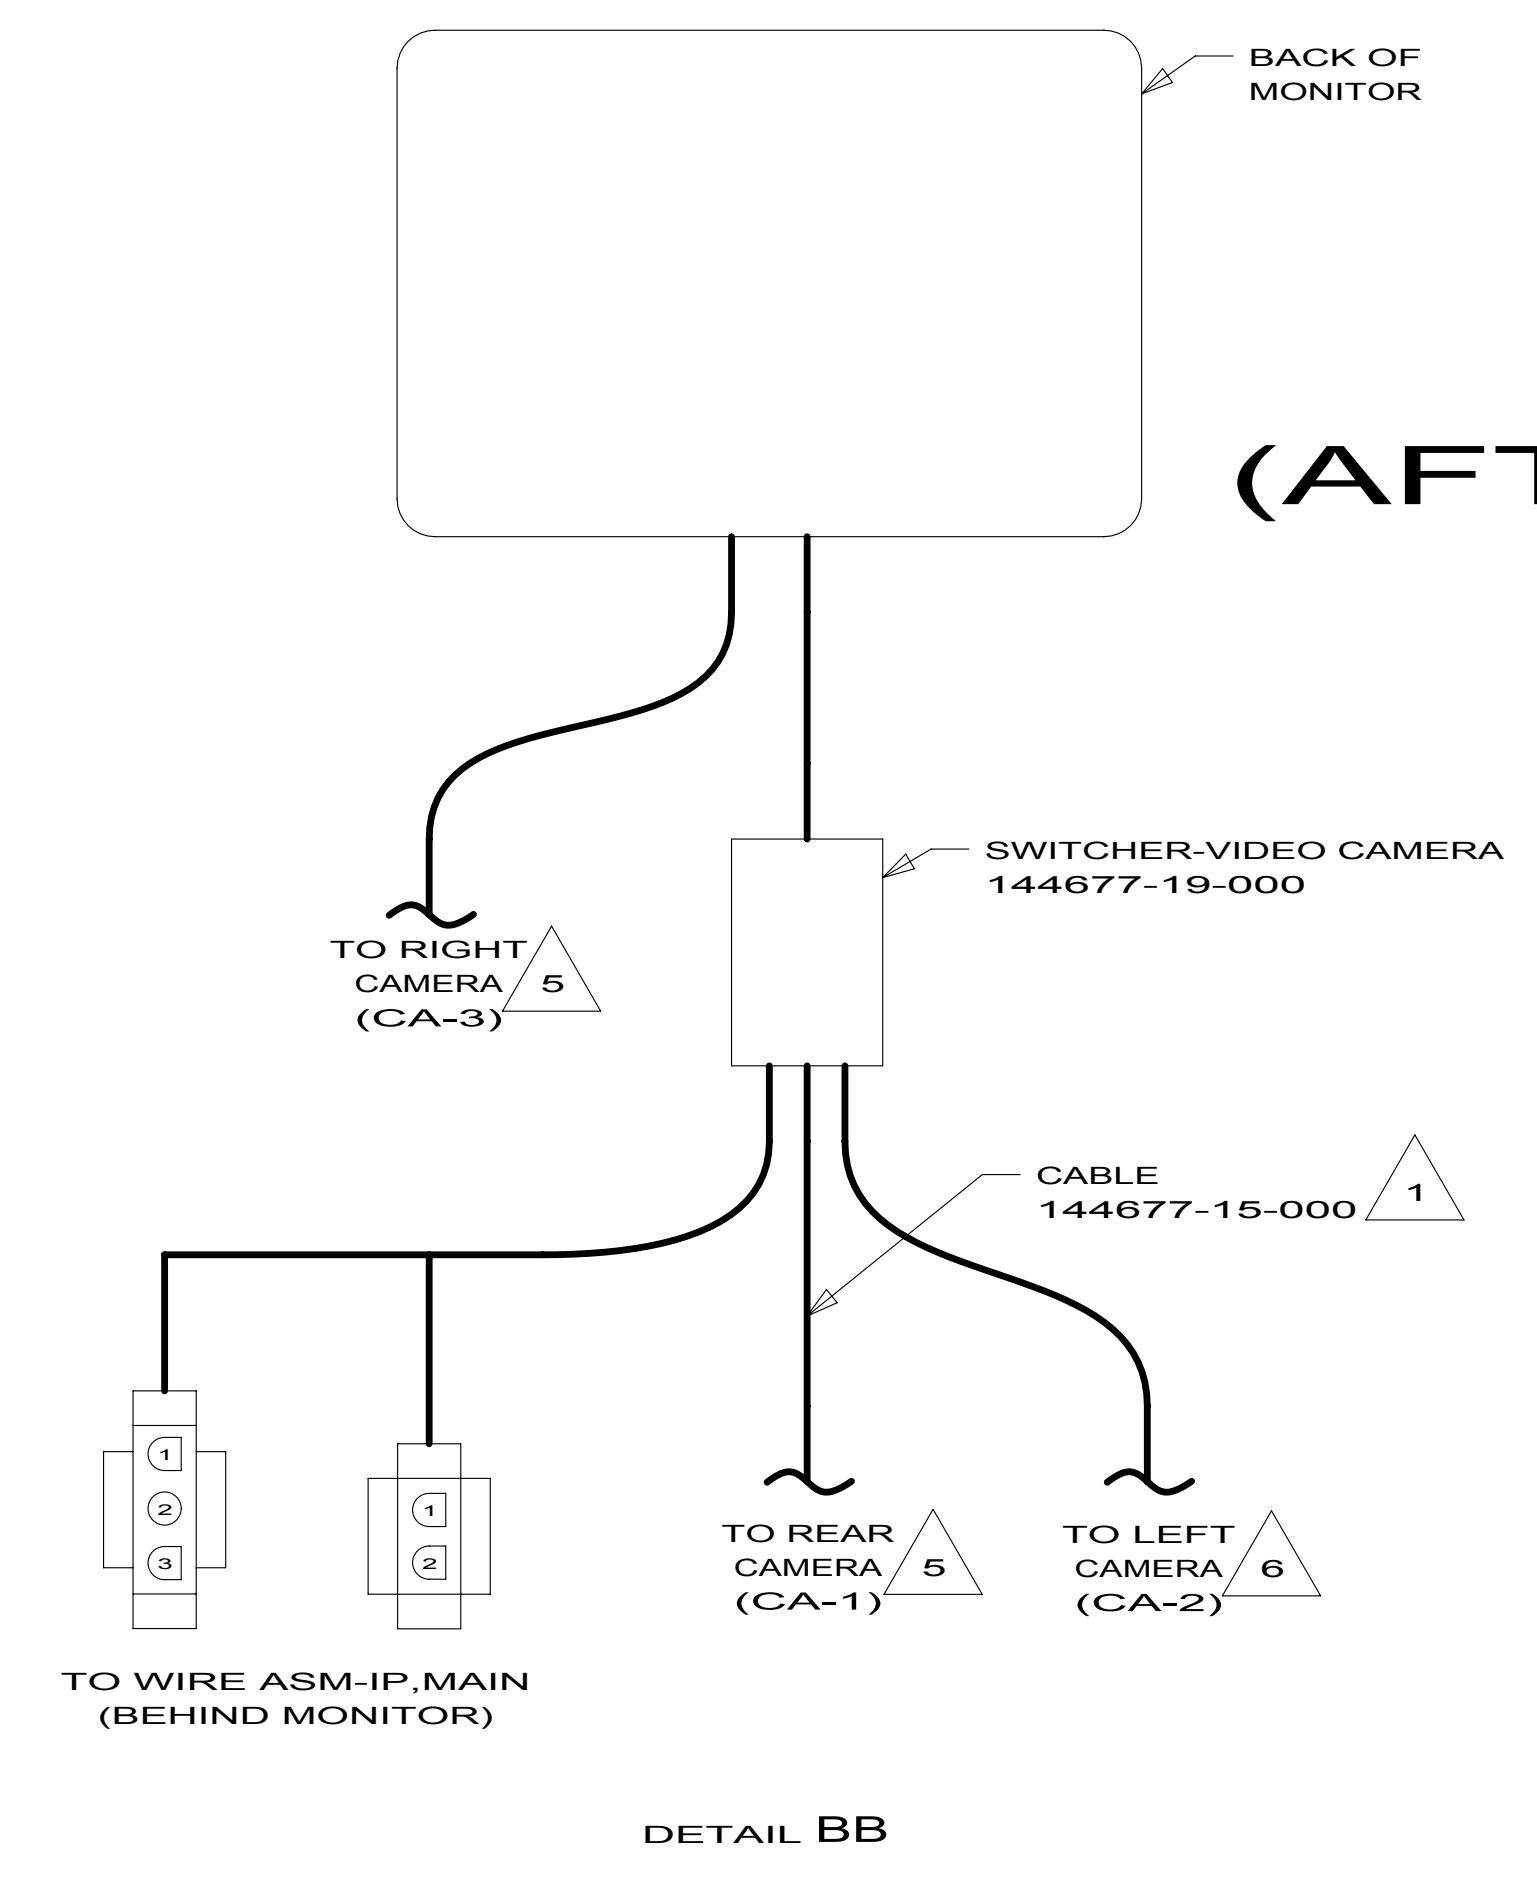 BACK OF
MONITOR
(AFT
SWITCHER-VIDEO CAMERA
144677-19-000
TO RIGHT
CAMERA
(CA-3)
5
CABLE
144677-15-000
1
1
2
3
1
2
TO REAR
CAMERA
(CA-1)
5
TO LEFT
CAMERA
(CA-2)
6
TO WIRE ASM-IP,MAIN
(BEHIND MONITOR)
DETAIL BB